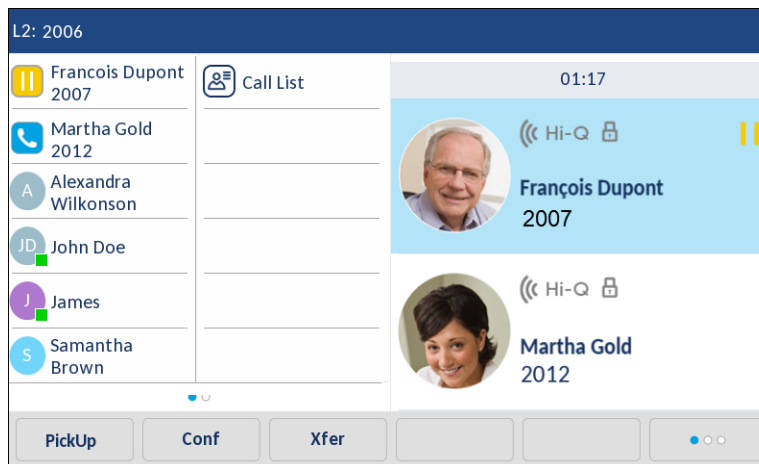 L2: 2006
Francois Dupont
2007
Martha Gold
2012
A
Alexandra
Wilkonson
JD
John Doe
J
James
S
Samantha
Brown
Call List
01:17
Hi-Q
François Dupont
2007
Hi-Q
Martha Gold
2012
PickUp
Conf
Xfer